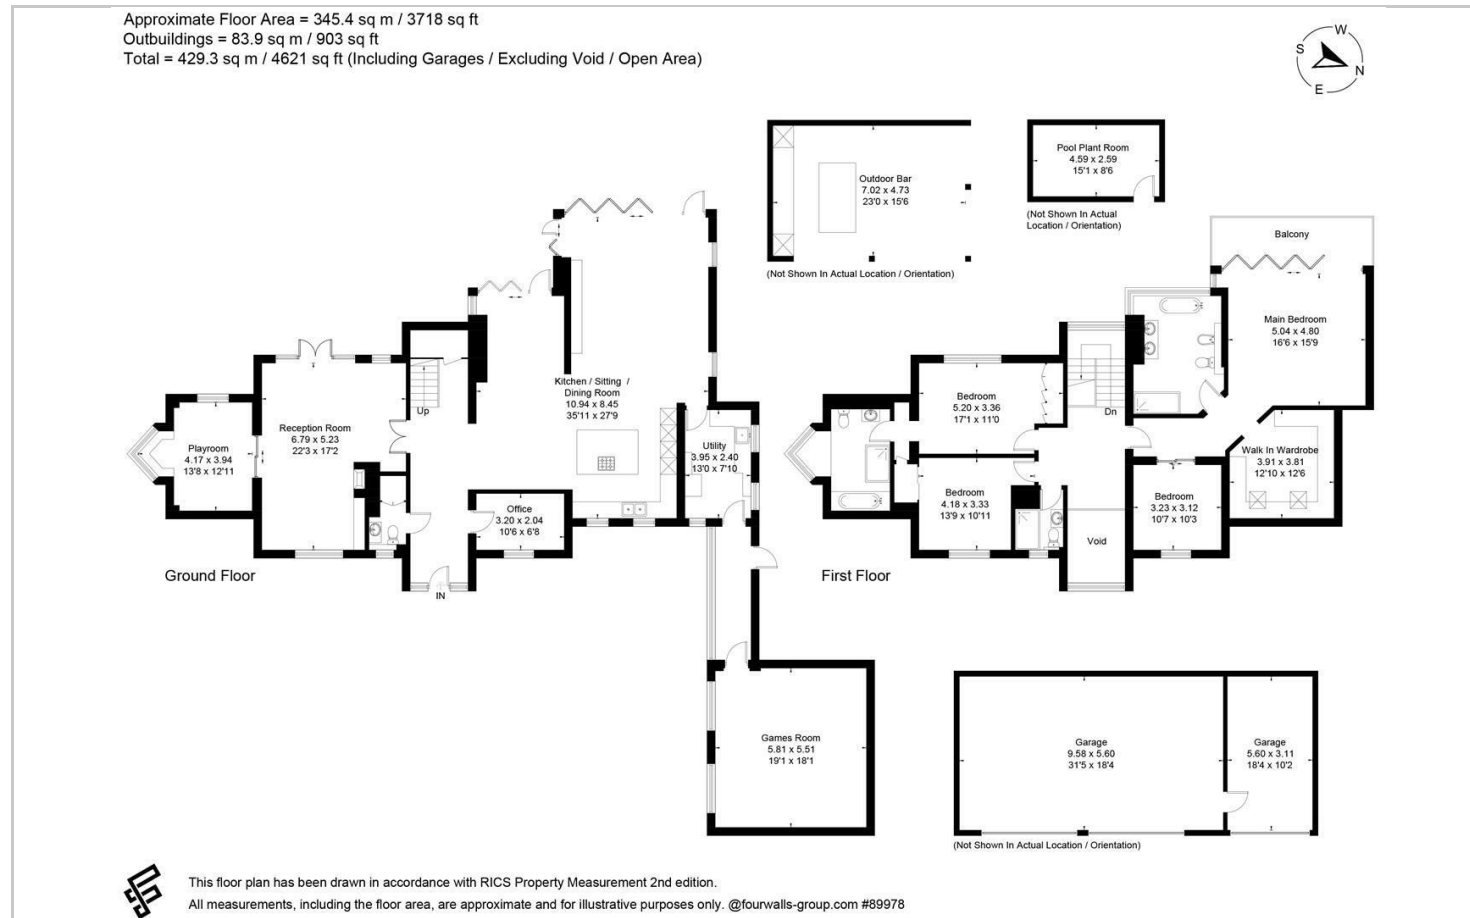 Approximate Floor Area = 345.4 sq m / 3718 sq ft
Outbuildings = 83.9 sq m / 903 sq ft
Total = 429.3 sq m / 4621 sq ft (Including Garages / Excluding Void / Open Area)
W
S
N
E
Outdoor Bar
7.02 x 4.73
23'0 x 15'6
(Not Shown In Actual Location / Orientation)
Pool Plant Room
4.59 x 2.59
15'1 x 8'6
(Not Shown In Actual
Location / Orientation)
Kitchen / Sitting /
Dining Room
10.94 x 8.45
35'11 x 27'9
Up
Reception Room
6.79 x 5.23
22'3 x 17'2
Playroom
4.17 x 3.94
13'8 x 12'11
Utility
3.95 x 2.40
13'0 x 7'10
Office
3.20 x 2.04
10'6 x 6'8
IN
Ground Floor
Games Room
5.81 x 5.51
19'1 x 18'1
Balcony
Main Bedroom
5.04 x 4.80
16'6 x 15'9
Bedroom
5.20 x 3.36
17'1 x 11'0
Dn
Walk In Wardrobe
3.91 x 3.81
12'10 x 12'6
Bedroom
4.18 x 3.33
13'9 x 10'11
Bedroom
3.23 x 3.12
10'7 x 10'3
Void
First Floor
Garage
9.58 x 5.60
31'5 x 18'4
Garage
5.60 x 3.11
18'4 x 10'2
(Not Shown In Actual Location / Orientation)
This floor plan has been drawn in accordance with RICS Property Measurement 2nd edition.
All measurements, including the floor area, are approximate and for illustrative purposes only. @fourwalls-group.com #89978